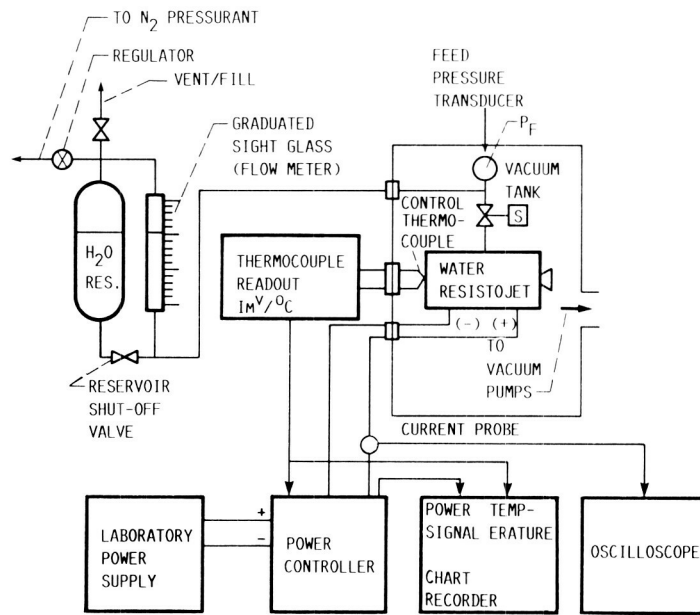 TO N2 PRESSURANT
REGULATOR
VENT/FILL
GRADUATED
SIGHT GLASS
(FLOW METER)
H2O
RES.
RESERVOIR
SHUT-OFF
VALVE
FEED
PRESSURE
TRANSDUCER
PF
VACUUM
TANK
S
CONTROL
THERMO-
COUPLE
THERMOCOUPLE
READOUT
IMV/OC
WATER
RESISTOJET
(-) (+)
TO
VACUUM
PUMPS
CURRENT PROBE
+
-
LABORATORY
POWER
SUPPLY
POWER
CONTROLLER
POWER TEMP-
SIGNAL ERATURE
CHART
RECORDER
OSCILLOSCOPE